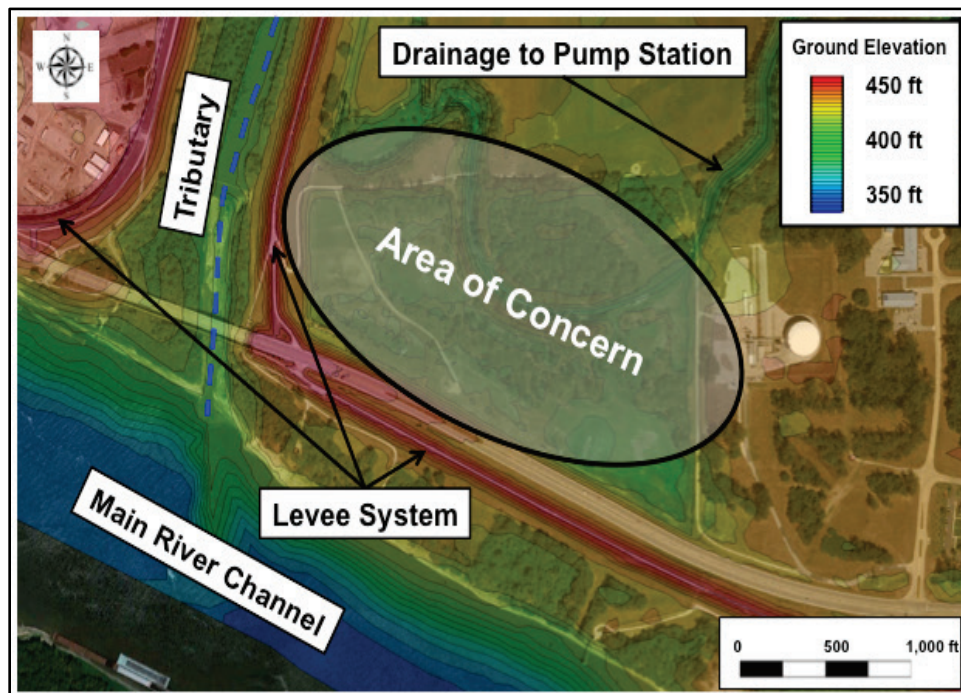 N
W E
S
Drainage to Pump Station
Ground Elevation
450 ft
400 ft
350 ft
Tributary
Area of Concern
Levee System
Main River Channel
0 500 1,000 ft